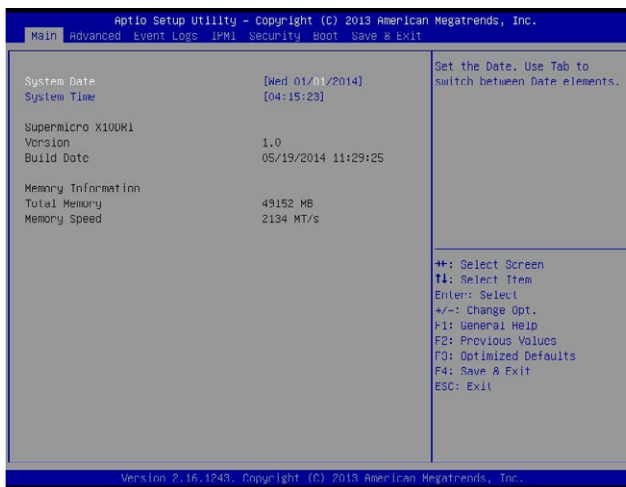 Aptio Setup Utility – Copyright (C) 2013 American Megatrends, Inc.
Main Advanced Event Logs IPMI Security Boot Save & Exit
System Date [Wed 01/01/2014]
System Time [04:15:23]
Supermicro X10DRi
Version 1.0
Build Date 05/19/2014 11:29:25
Memory Information
Total Memory 49152 MB
Memory Speed 2134 MT/s
Set the Date. Use Tab to
switch between Date elements.
→←: Select Screen
↑↓: Select Item
Enter: Select
+/-: Change Opt.
F1: General Help
F2: Previous Values
F3: Optimized Defaults
F4: Save & Exit
ESC: Exit
Version 2.16.1243. Copyright (C) 2013 American Megatrends, Inc.